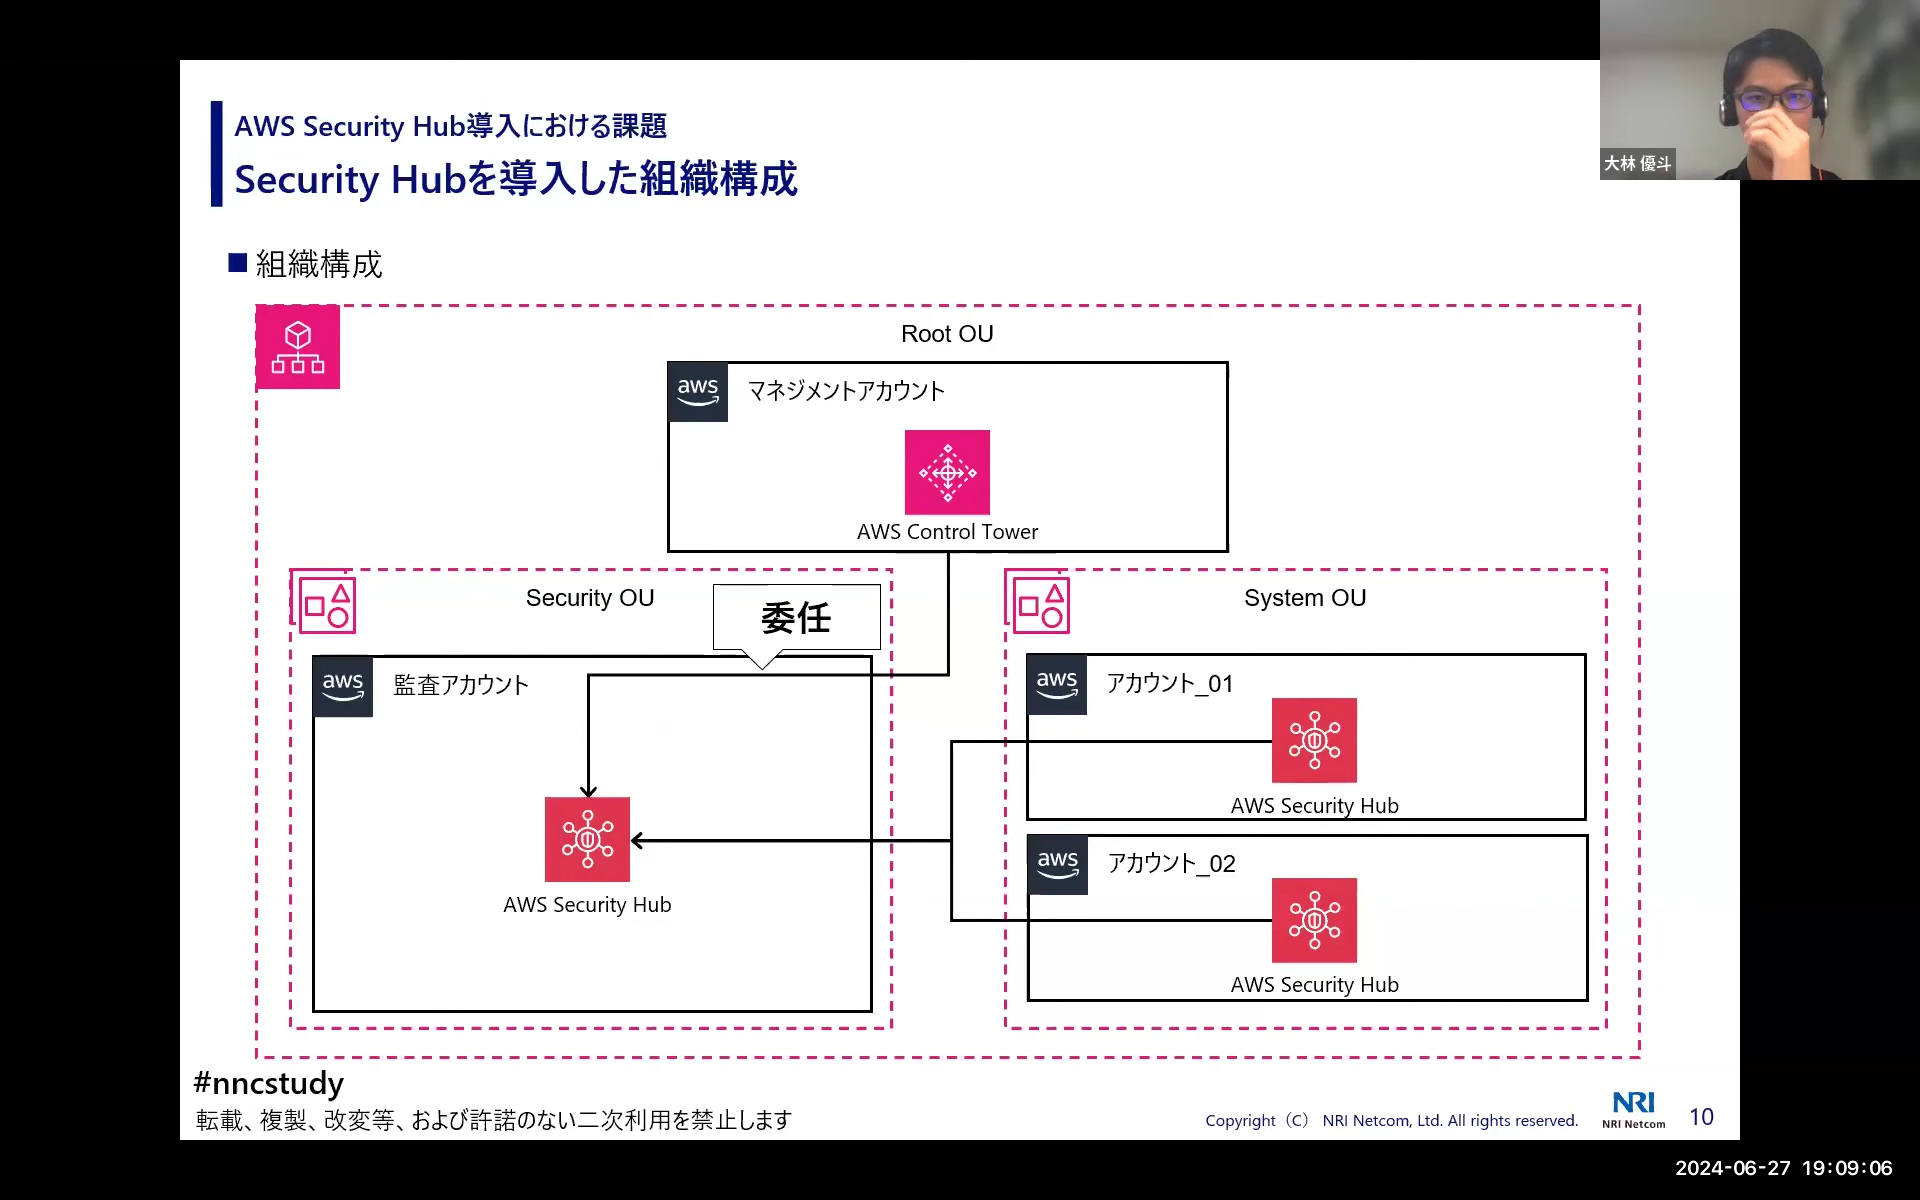 大林 優斗
AWS Security Hub導入における課題
Security Hubを導入した組織構成
組織構成
Root OU
aws
マネジメントアカウント
AWS Control Tower
Security OU
委任
aws
監査アカウント
AWS Security Hub
System OU
aws
アカウント_01
AWS Security Hub
aws
アカウント_02
AWS Security Hub
#nncstudy
転載、複製、改変等、および許諾のない二次利用を禁止します
Copyright（C） NRI Netcom, Ltd. All rights reserved.
NRI
NRI Netcom
10
2024-06-27 19:09:06